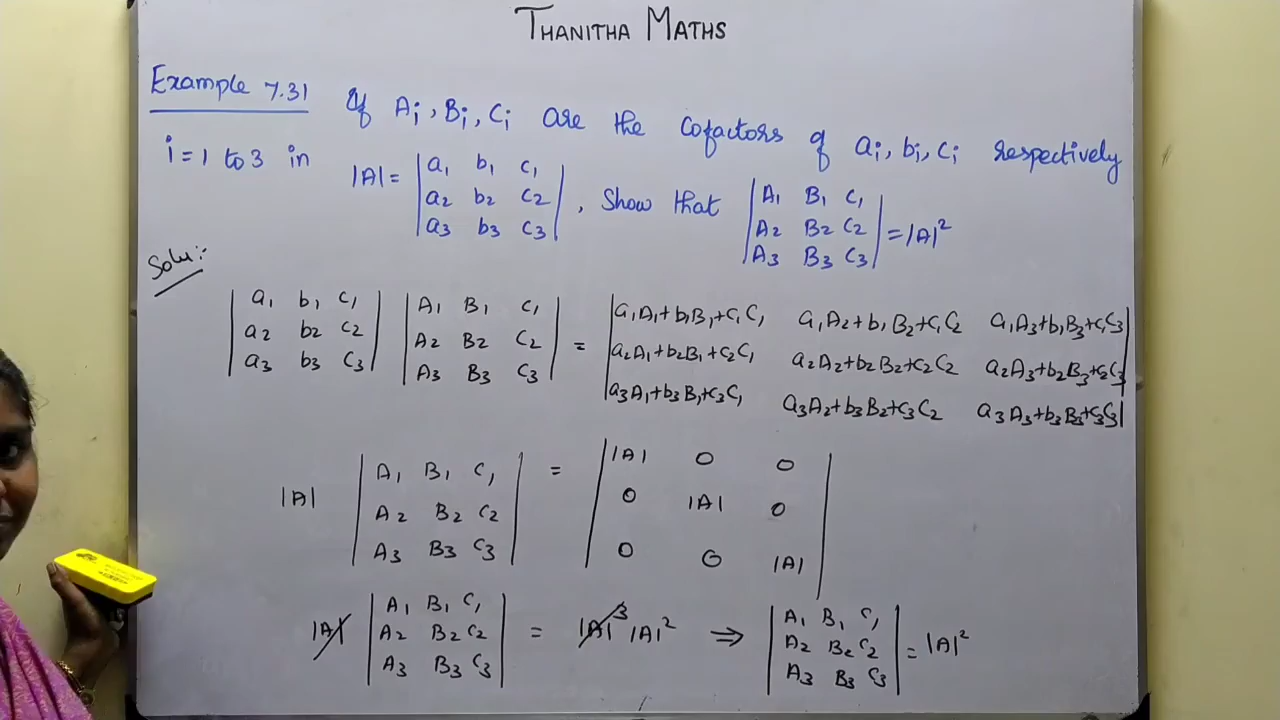 THANITHA MATHS
Example 7.31 If Ai, Bi, Ci are the cofactors of ai, bi, ci respectively
i = 1 to 3 in |A| = | a1 b1 c1 | , Show that | A1 B1 C1 | = |A|²
| a2 b2 c2 | | A2 B2 C2 |
| a3 b3 c3 | | A3 B3 C3 |
Solu:-
| a1 b1 c1 | | A1 B1 C1 | = | a1A1+b1B1+c1C1 a1A2+b1B2+c1C2 a1A3+b1B3+c1C3 |
| a2 b2 c2 | | A2 B2 C2 | | a2A1+b2B1+c2C1 a2A2+b2B2+c2C2 a2A3+b2B3+c2C3 |
| a3 b3 c3 | | A3 B3 C3 | | a3A1+b3B1+c3C1 a3A2+b3B2+c3C2 a3A3+b3B3+c3C3 |
|A| | A1 B1 C1 | = | |A| 0 0 |
| A2 B2 C2 | | 0 |A| 0 |
| A3 B3 C3 | | 0 0 |A| |
|A| | A1 B1 C1 | = |A|³ |A|² ⇒ | A1 B1 C1 | = |A|²
| A2 B2 C2 | | A2 B2 C2 |
| A3 B3 C3 | | A3 B3 C3 |